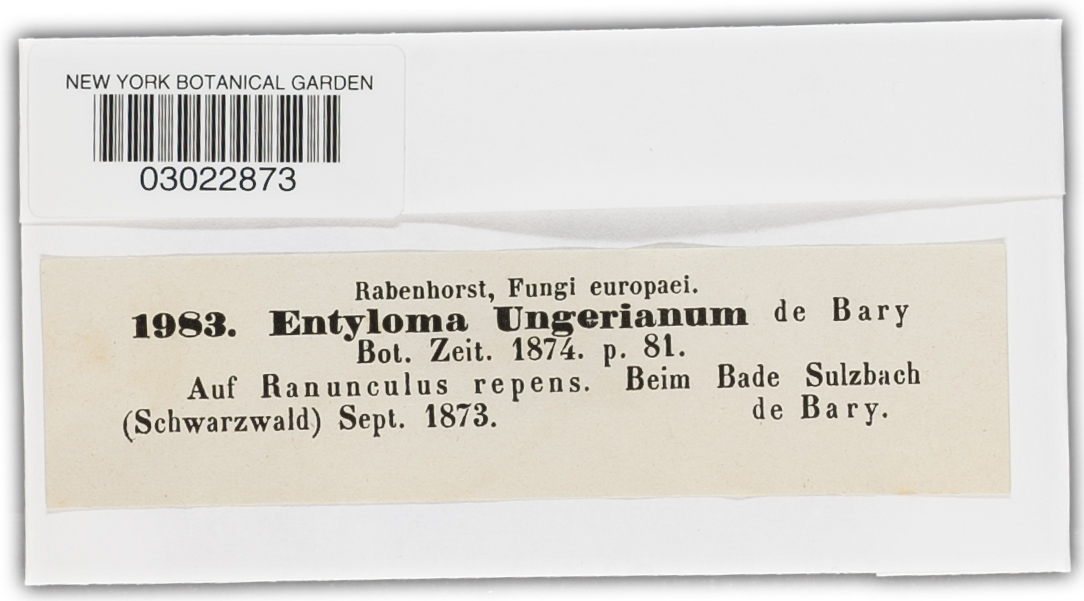 NEW YORK BOTANICAL GARDEN
03022873
Rabenhorst, Fungi europaei.
1983. Entyloma Ungerianum de Bary
Bot. Zeit. 1874. p. 81.
Auf Ranunculus repens. Beim Bade Sulzbach
(Schwarzwald) Sept. 1873. de Bary.